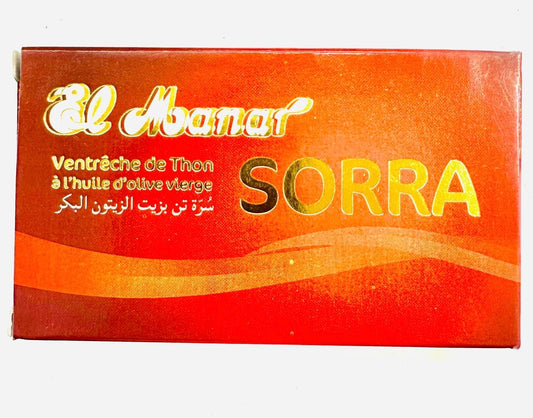 El Manar
Ventrêche de Thon
à l'huile d'olive vierge
سُرّة تن بزيت الزيتون البكر
SORRA